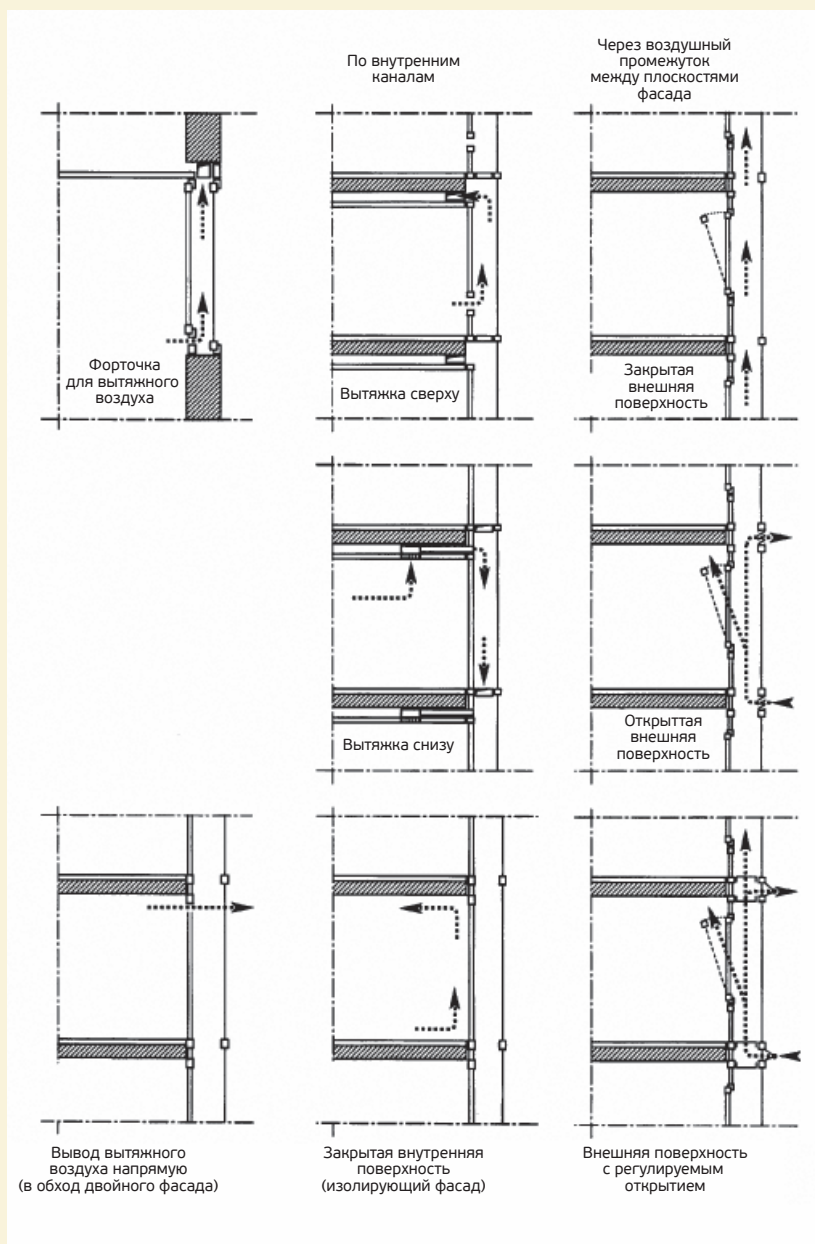 По внутренним
каналам
Через воздушный
промежуток
между плоскостями
фасада
Форточка
для вытяжного
воздуха
Вытяжка сверху
Закрытая
внешняя
поверхность
Вытяжка снизу
Открыттая
внешняя
поверхность
Вывод вытяжного
воздуха напрямую
(в обход двойного фасада)
Закрытая внутренняя
поверхность
(изолирующий фасад)
Внешняя поверхность
с регулируемым
открытием